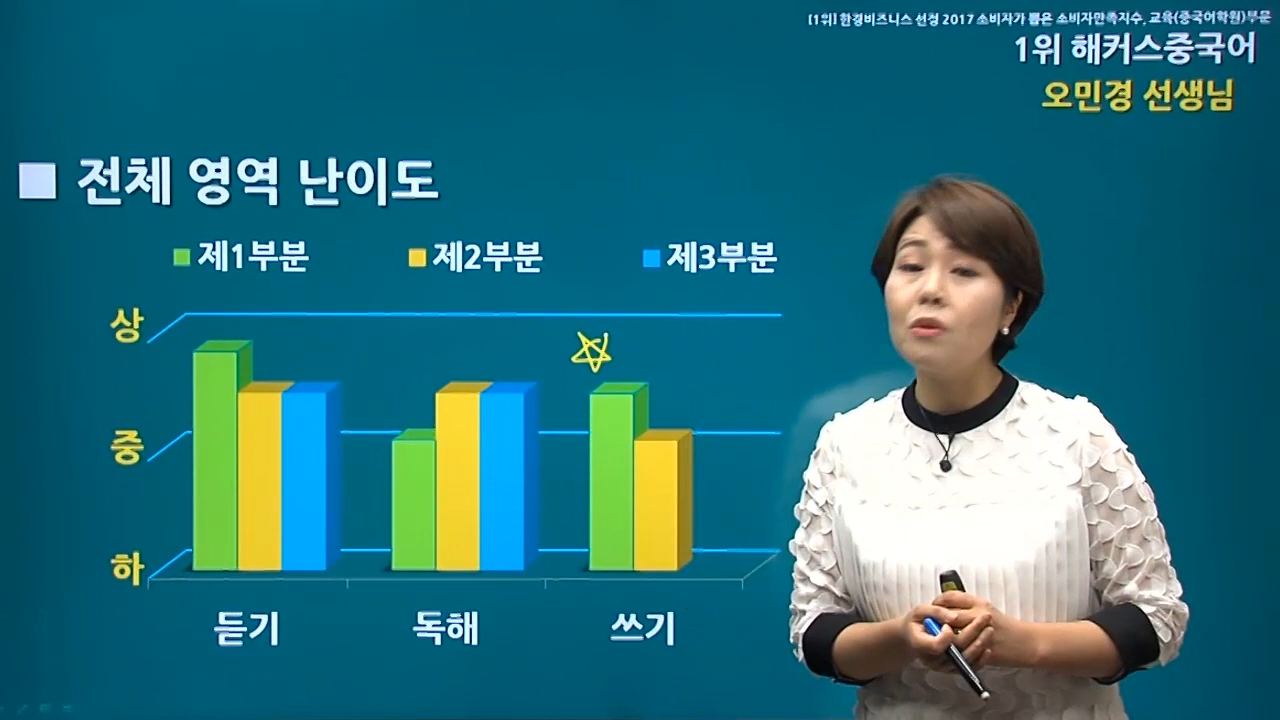 [1위] 한경비즈니스 선정 2017 소비자가 뽑은 소비자만족지수, 교육(중국어학원)부문
1위 해커스중국어
오민경 선생님
■ 전체 영역 난이도
제1부분 제2부분 제3부분
상
중
하
듣기 독해 쓰기